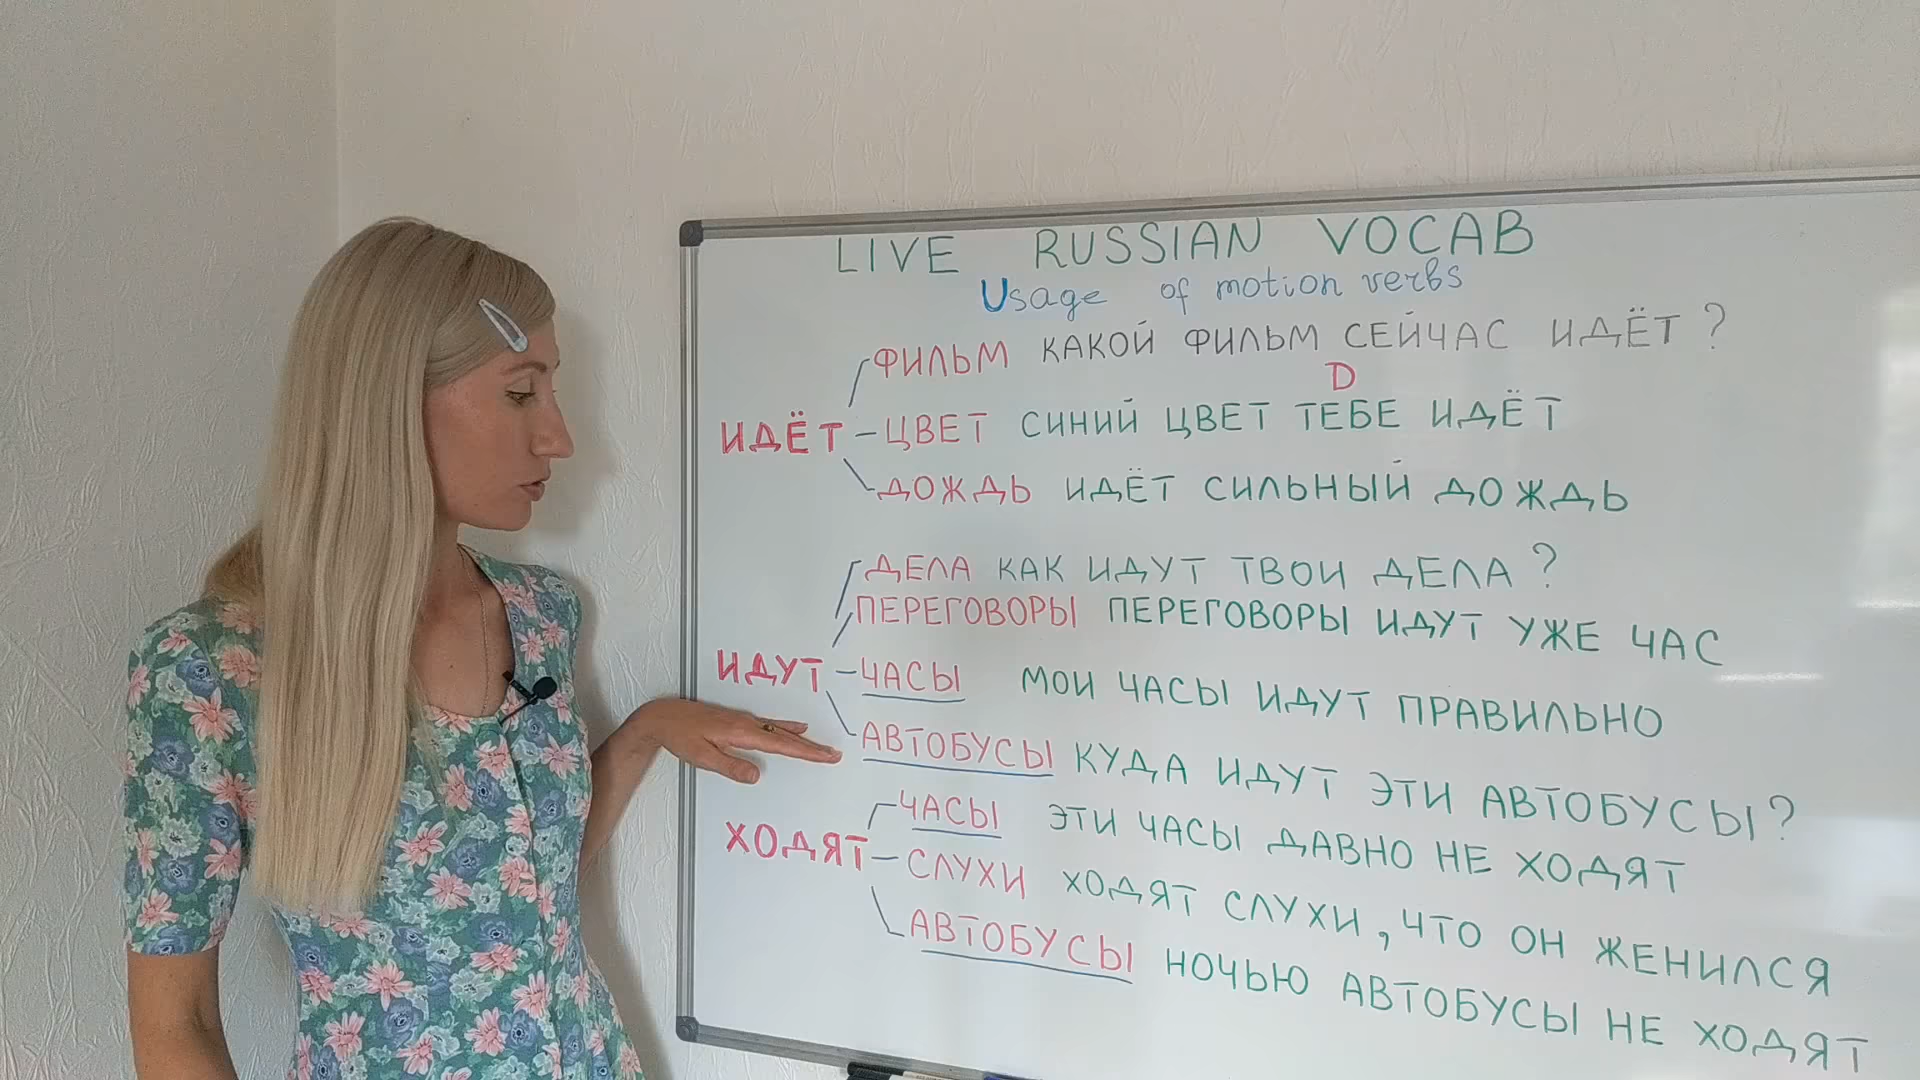 LIVE RUSSIAN VOCAB
Usage of motion verbs
ФИЛЬМ КАКОЙ ФИЛЬМ СЕЙЧАС ИДЁТ?
D
ИДЁТ – ЦВЕТ СИНИЙ ЦВЕТ ТЕБЕ ИДЁТ
ДОЖДЬ ИДЁТ СИЛЬНЫЙ ДОЖДЬ
ДЕЛА КАК ИДУТ ТВОИ ДЕЛА?
ПЕРЕГОВОРЫ ПЕРЕГОВОРЫ ИДУТ УЖЕ ЧАС
ИДУТ – ЧАСЫ МОИ ЧАСЫ ИДУТ ПРАВИЛЬНО
АВТОБУСЫ КУДА ИДУТ ЭТИ АВТОБУСЫ?
ЧАСЫ ЭТИ ЧАСЫ ДАВНО НЕ ХОДЯТ
ХОДЯТ – СЛУХИ ХОДЯТ СЛУХИ, ЧТО ОН ЖЕНИЛСЯ
АВТОБУСЫ НОЧЬЮ АВТОБУСЫ НЕ ХОДЯТ